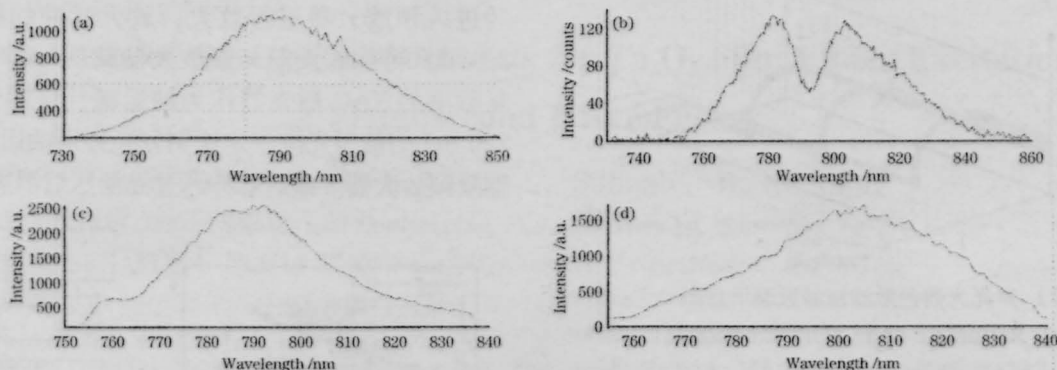 (a)
Intensity /a.u.
1000
800
600
400
200
730 750 770 790 810 830 850
Wavelength /nm
(b)
Intensity /counts
120
80
40
0
740 760 780 800 820 840 860
Wavelength /nm
(c)
Intensity /a.u.
2500
2000
1500
1000
500
750 760 770 780 790 800 810 820 830 840
Wavelength /nm
(d)
Intensity /a.u.
1500
1000
500
0
760 770 780 790 800 810 820 830 840
Wavelength /nm